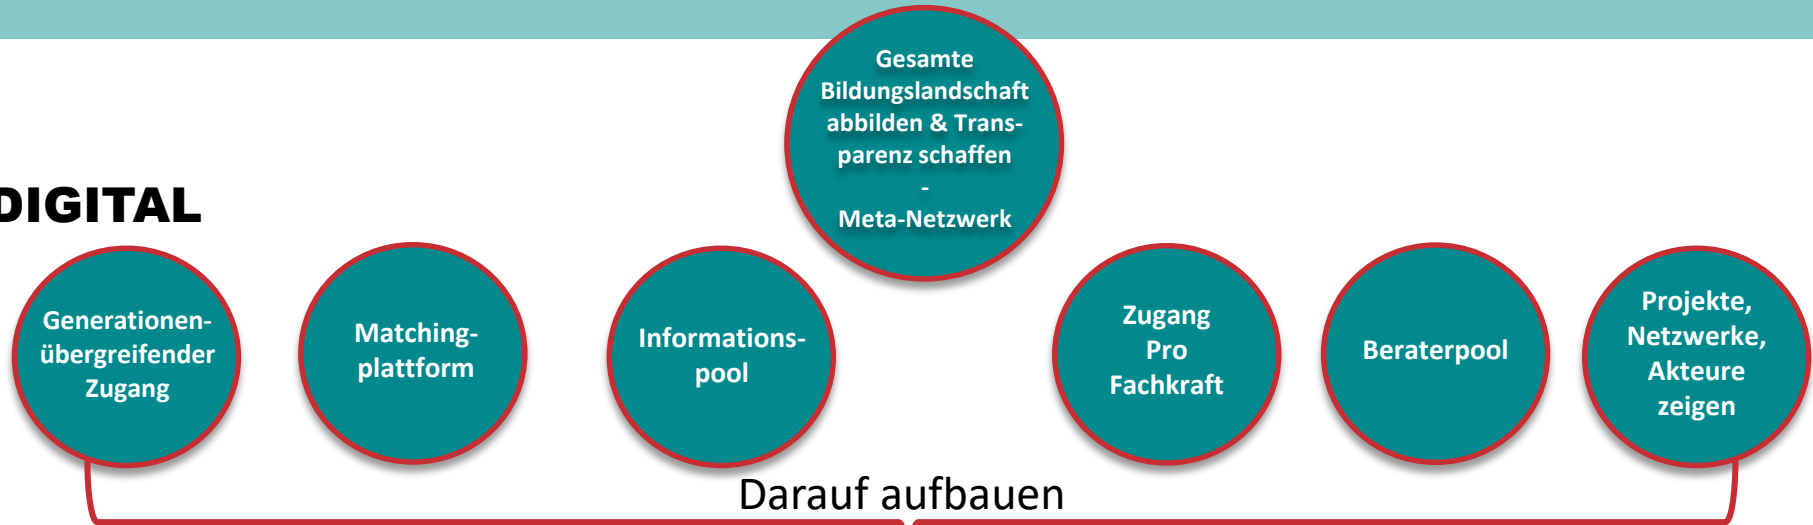 Gesamte
Bildungslandschaft
abbilden & Trans-
parenz schaffen
-
Meta-Netzwerk
DIGITAL
Generationen-
übergreifender
Zugang
Matching-
plattform
Informations-
pool
Zugang
Pro
Fachkraft
Beraterpool
Projekte,
Netzwerke,
Akteure
zeigen
Darauf aufbauen